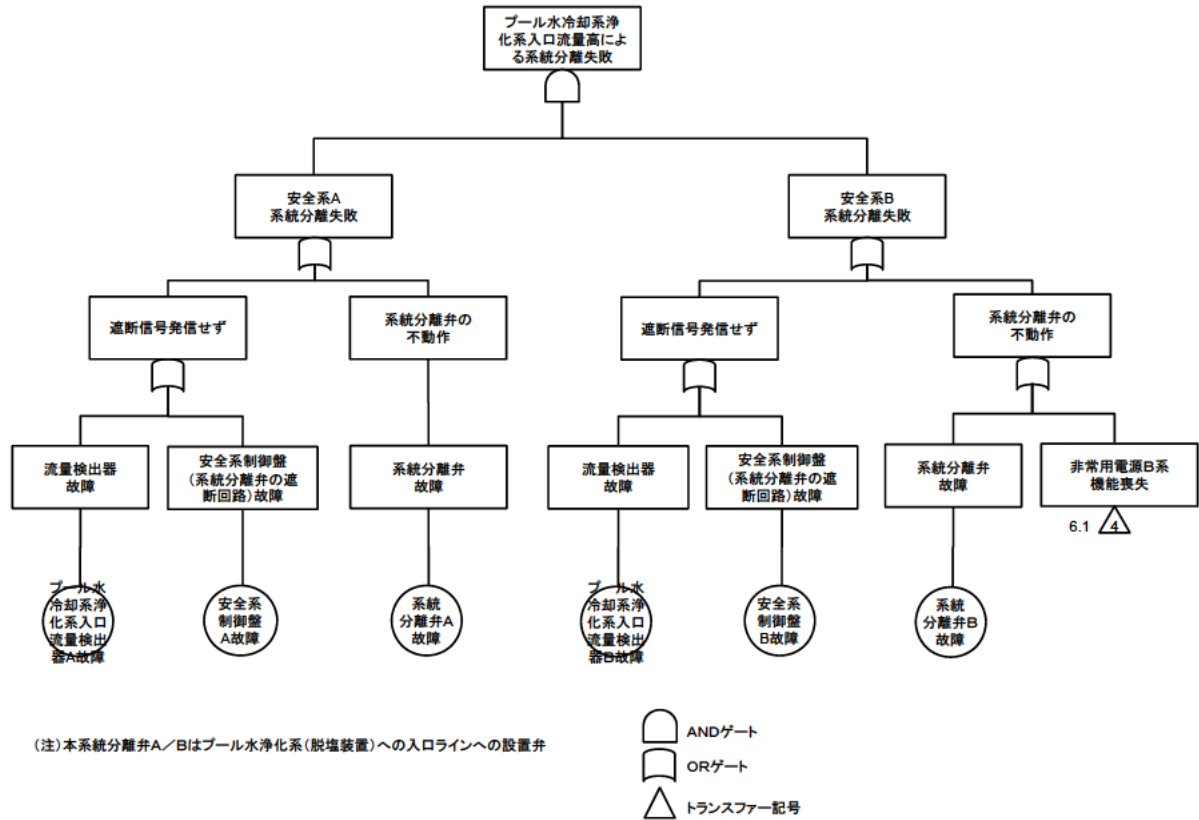 プール水冷却系浄
化系入口流量高によ
る系統分離失敗
安全系A
系統分離失敗
安全系B
系統分離失敗
遮断信号発信せず
系統分離弁の
不動作
遮断信号発信せず
系統分離弁の
不動作
流量検出器
故障
安全系制御盤
(系統分離弁の遮
断回路)故障
系統分離弁
故障
流量検出器
故障
安全系制御盤
(系統分離弁の遮
断回路)故障
系統分離弁
故障
非常用電源B系
機能喪失
6.1
4
プール水
冷却系浄
化系入口
流量検出
器A故障
安全系
制御盤
A故障
系統
分離弁A
故障
プール水
冷却系浄
化系入口
流量検出
器B故障
安全系
制御盤
B故障
系統
分離弁B
故障
(注)本系統分離弁A／Bはプール水浄化系(脱塩装置)への入口ラインへの設置弁
ANDゲート
ORゲート
トランスファー記号